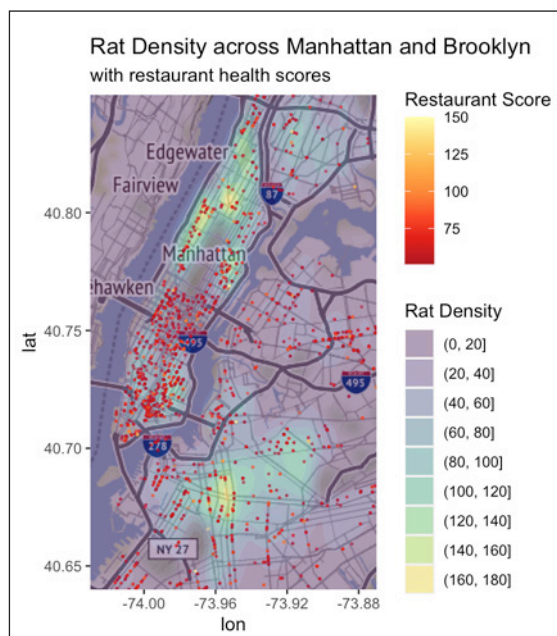 Rat Density across Manhattan and Brooklyn
with restaurant health scores
Restaurant Score
150
125
100
75
Edgewater
Fairview
87
Manhattan
ehawken
495
495
278
NY 27
40.80
40.75
40.70
40.65
lat
-74.00
-73.96
-73.92
-73.88
lon
Rat Density
(0, 20]
(20, 40]
(40, 60]
(60, 80]
(80, 100]
(100, 120]
(120, 140]
(140, 160]
(160, 180]